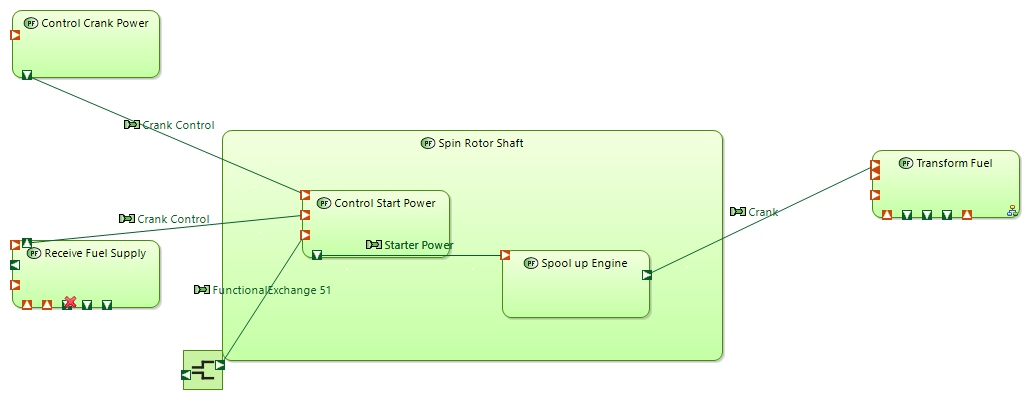 PF Control Crank Power
Crank Control
PF Spin Rotor Shaft
PF Transform Fuel
PF Control Start Power
Crank Control
Crank
Starter Power
PF Receive Fuel Supply
PF Spool up Engine
FunctionalExchange 51